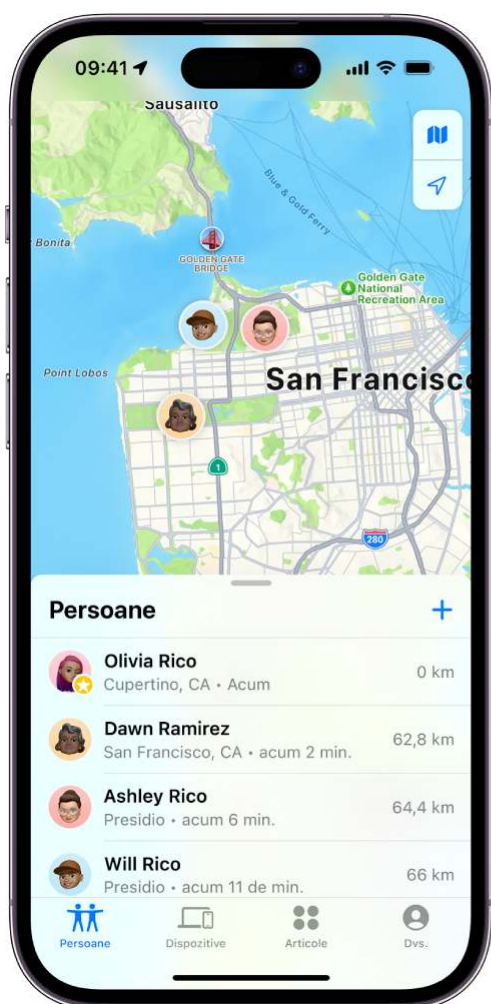 09:41
Sausalito
Blue & Gold Ferry
Bonita
GOLDEN GATE
BRIDGE
Golden Gate
National
Recreation Area
Point Lobos
San Francisco
1
280
Persoane
Olivia Rico
Cupertino, CA • Acum
0 km
Dawn Ramirez
San Francisco, CA • acum 2 min.
62,8 km
Ashley Rico
Presidio • acum 6 min.
64,4 km
Will Rico
Presidio • acum 11 de min.
66 km
Persoane
Dispozitive
Articole
Dvs.